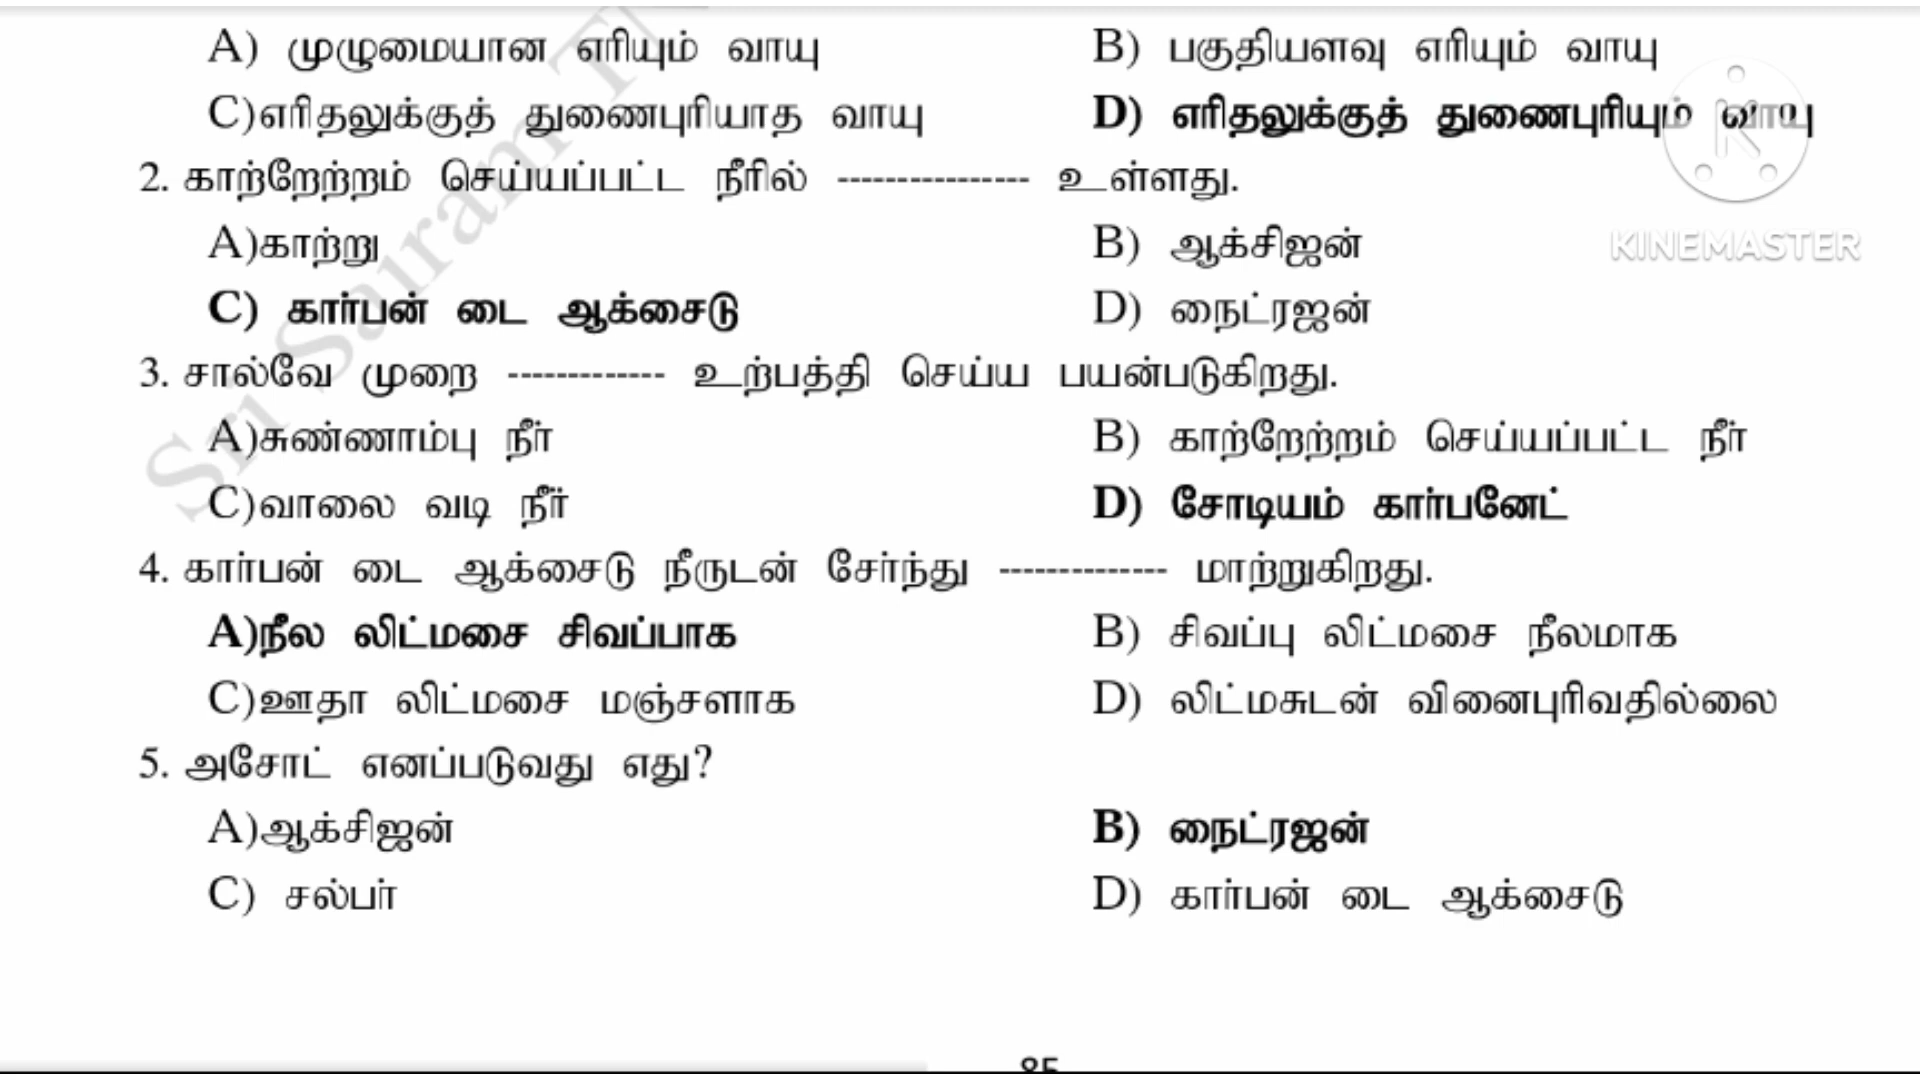 A) முழுமையான எரியும் வாயு B) பகுதியளவு எரியும் வாயு
C)எரிதலுக்குத் துணைபுரியாத வாயு D) எரிதலுக்குத் துணைபுரியும் வாயு
2. காற்றேற்றம் செய்யப்பட்ட நீரில் ---------------- உள்ளது.
A)காற்று B) ஆக்சிஜன்
KINEMASTER
C) கார்பன் டை ஆக்சைடு D) நைட்ரஜன்
3. சால்வே முறை ------------- உற்பத்தி செய்ய பயன்படுகிறது.
A)சுண்ணாம்பு நீர் B) காற்றேற்றம் செய்யப்பட்ட நீர்
C)வாலை வடி நீர் D) சோடியம் கார்பனேட்
4. கார்பன் டை ஆக்சைடு நீருடன் சேர்ந்து -------------- மாற்றுகிறது.
A)நீல லிட்மசை சிவப்பாக B) சிவப்பு லிட்மசை நீலமாக
C)ஊதா லிட்மசை மஞ்சளாக D) லிட்மசுடன் வினைபுரிவதில்லை
5. அசோட் எனப்படுவது எது?
A)ஆக்சிஜன் B) நைட்ரஜன்
C) சல்பர் D) கார்பன் டை ஆக்சைடு
Sri Sairam